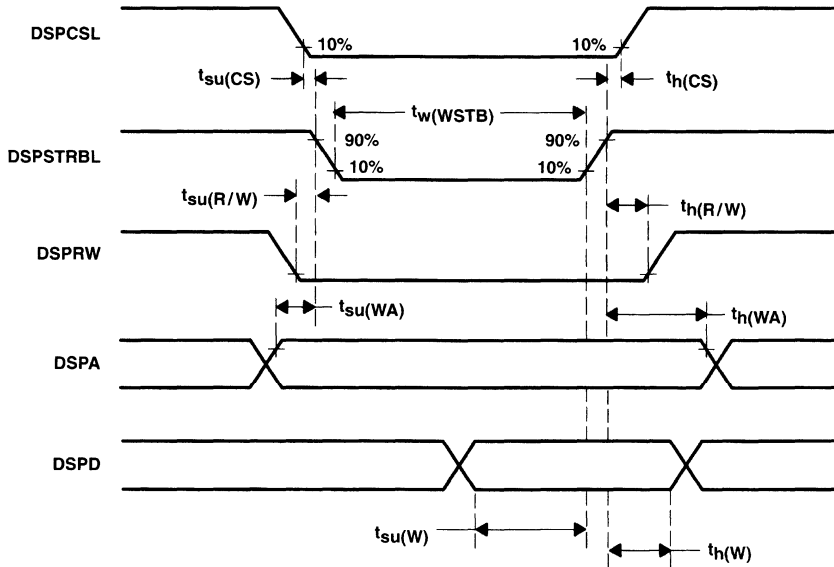 DSPCSL
10%
10%
tsu(CS)
th(CS)
tw(WSTB)
DSPSTRBL
90%
90%
10%
10%
tsu(R/W)
th(R/W)
DSPRW
tsu(WA)
th(WA)
DSPA
DSPD
tsu(W)
th(W)